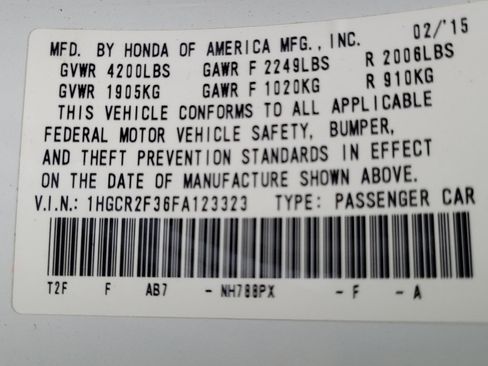 MFD. BY HONDA OF AMERICA MFG., INC. 02/'15
GVWR 4200LBS GAWR F 2249LBS R 2006LBS
GVWR 1905KG GAWR F 1020KG R 910KG
THIS VEHICLE CONFORMS TO ALL APPLICABLE
FEDERAL MOTOR VEHICLE SAFETY, BUMPER,
AND THEFT PREVENTION STANDARDS IN EFFECT
ON THE DATE OF MANUFACTURE SHOWN ABOVE.
V.I.N.: 1HGCR2F36FA123323 TYPE: PASSENGER CAR
T2F F AB7 - NH788PX - F - A